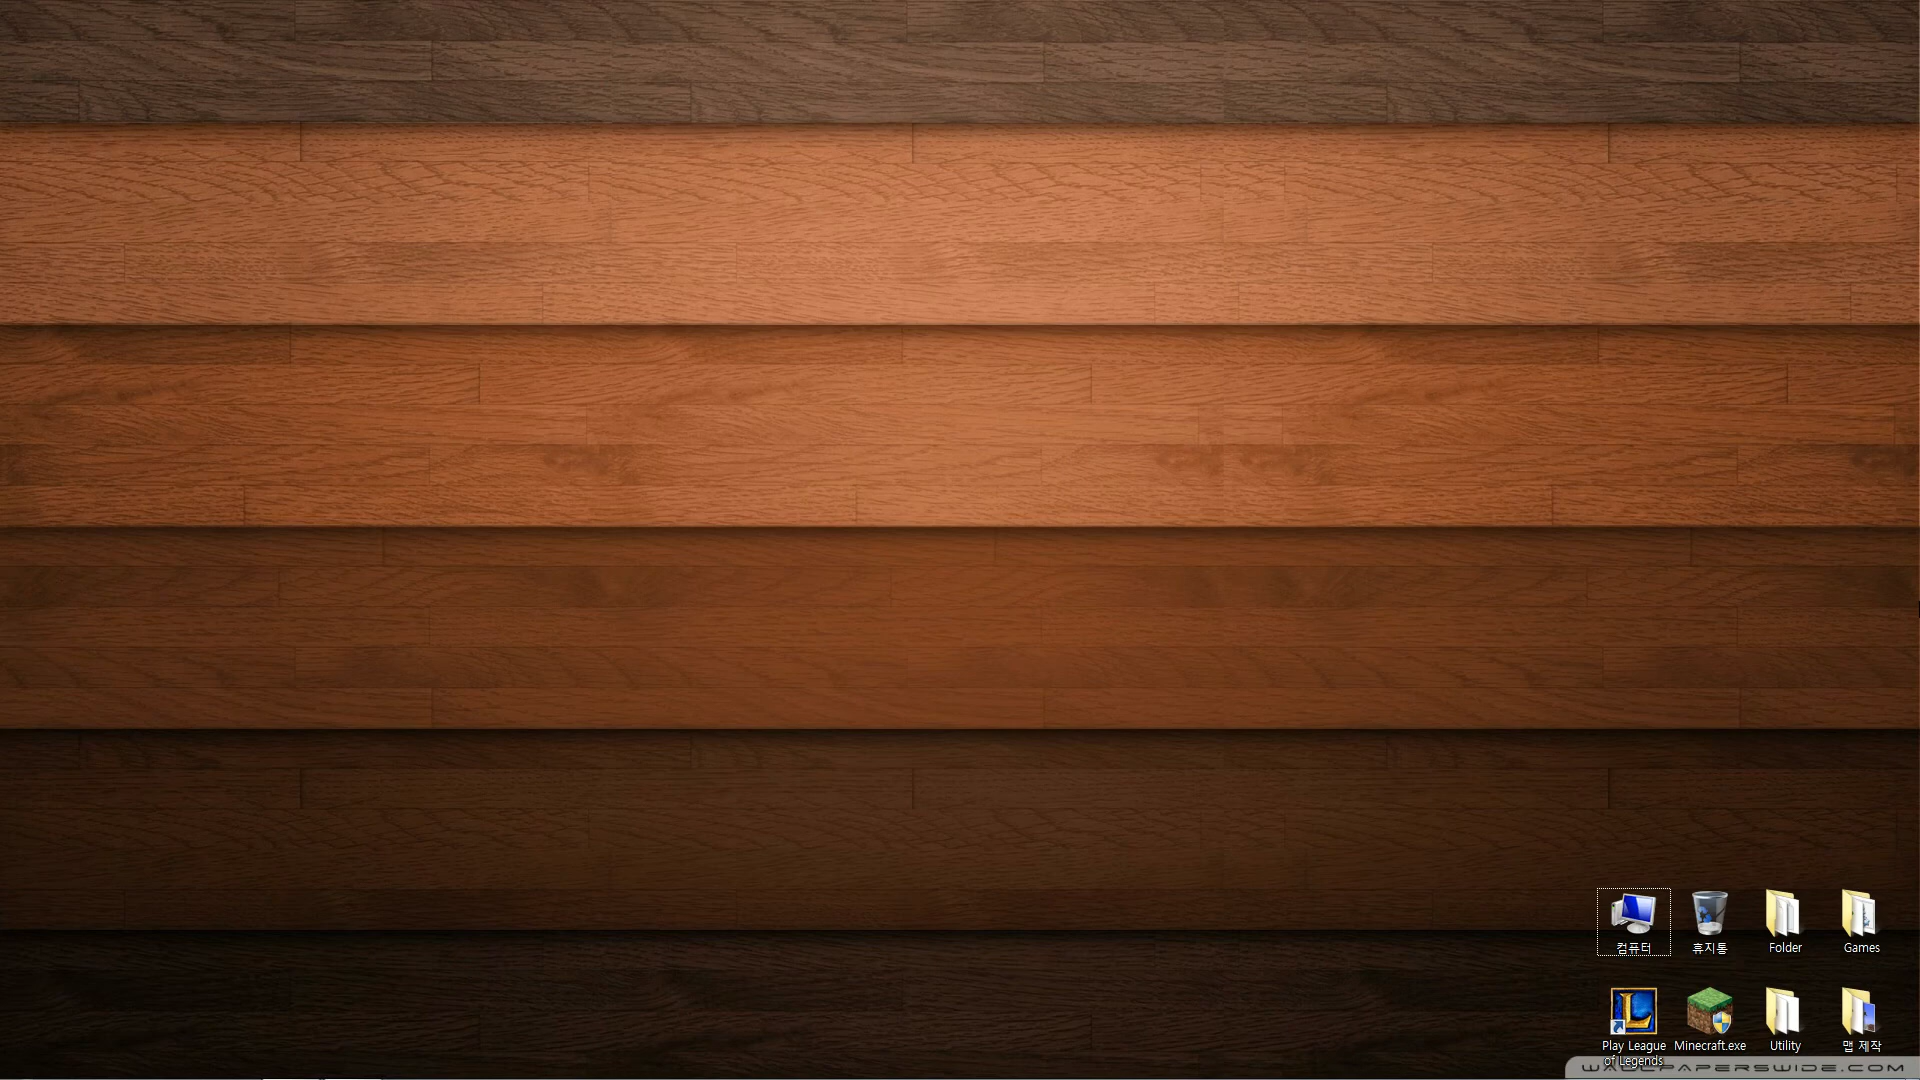 컴퓨터
휴지통
Folder
Games
Play League
of Legends
Minecraft.exe
Utility
맵 제작
WALLPAPERSWIDE.COM